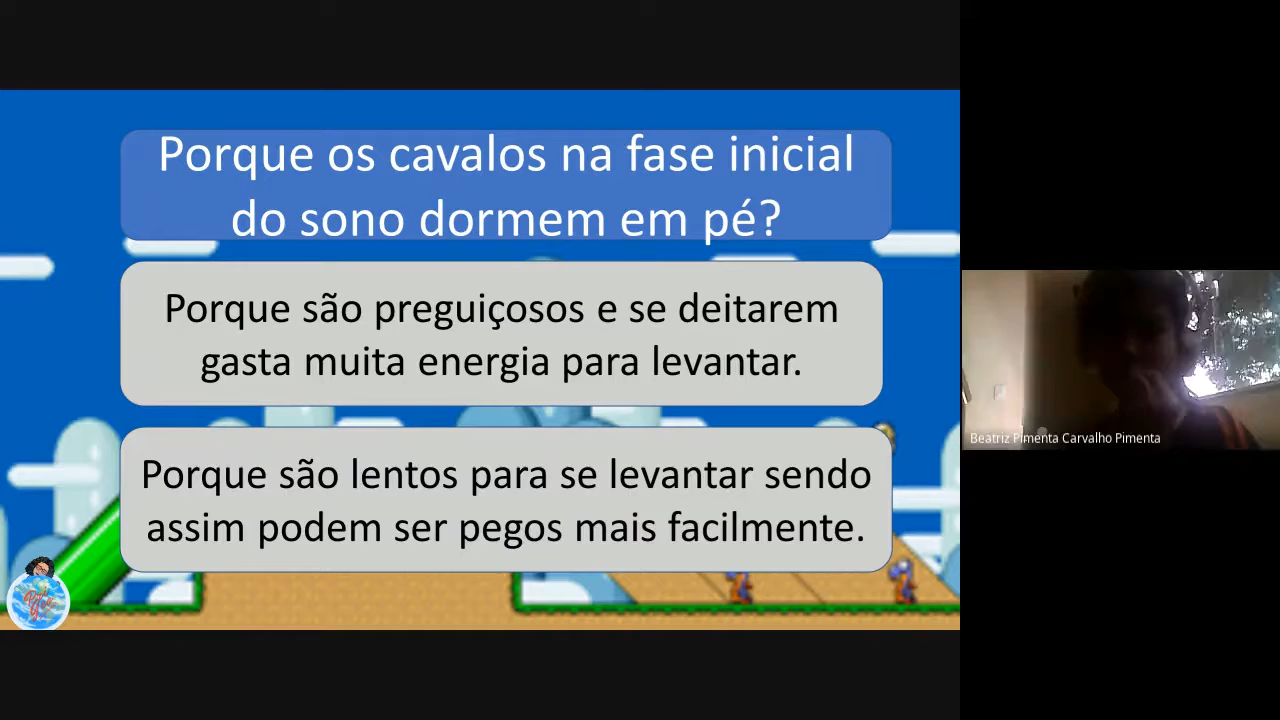 Porque os cavalos na fase inicial
do sono dormem em pé?
Porque são preguiçosos e se deitarem
gasta muita energia para levantar.
Porque são lentos para se levantar sendo
assim podem ser pegos mais facilmente.
Beatriz Pimenta Carvalho Pimenta